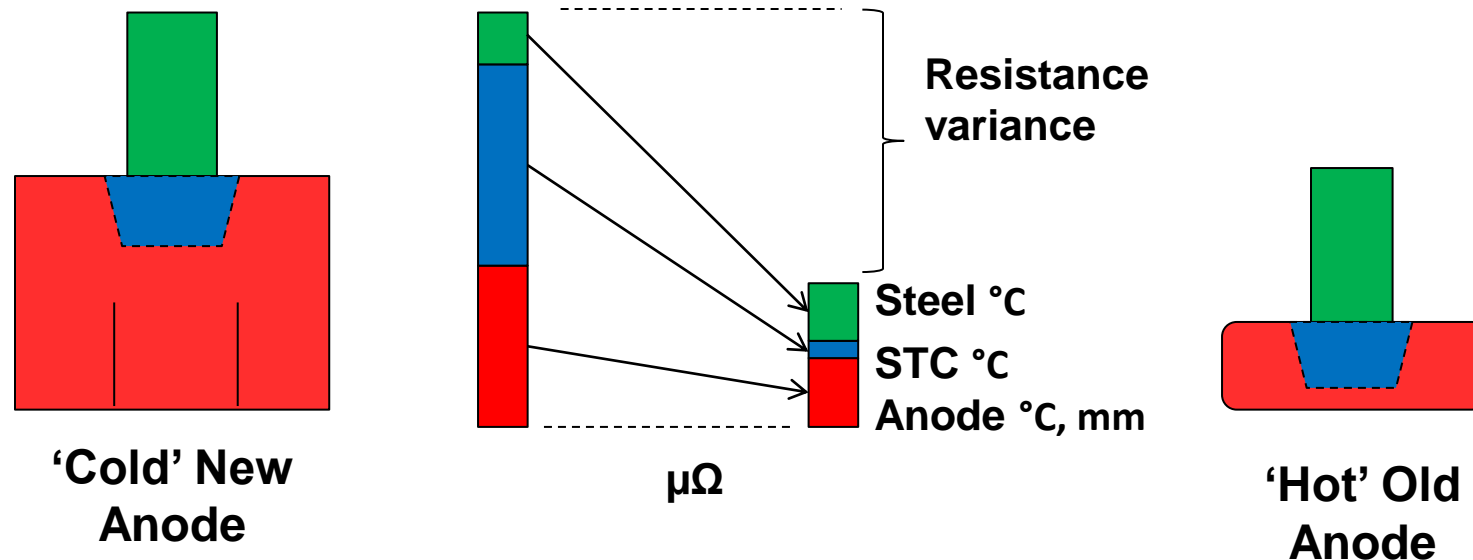 Resistance
variance
Steel °C
STC °C
Anode °C, mm
‘Cold’ New
Anode
µΩ
‘Hot’ Old
Anode